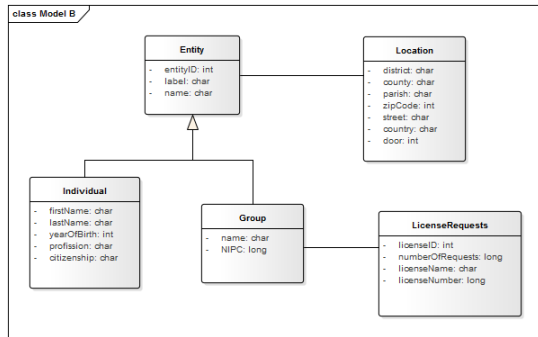 class Model B
Entity
- entityID: int
- label: char
- name: char
Location
- district: char
- county: char
- parish: char
- zipCode: int
- street: char
- country: char
- door: int
Individual
- firstName: char
- lastName: char
- yearOfBirth: int
- profission: char
- citizenship: char
Group
- name: char
- NIPC: long
LicenseRequests
- licenseID: int
- numberOfRequests: long
- licenseName: char
- licenseNumber: long